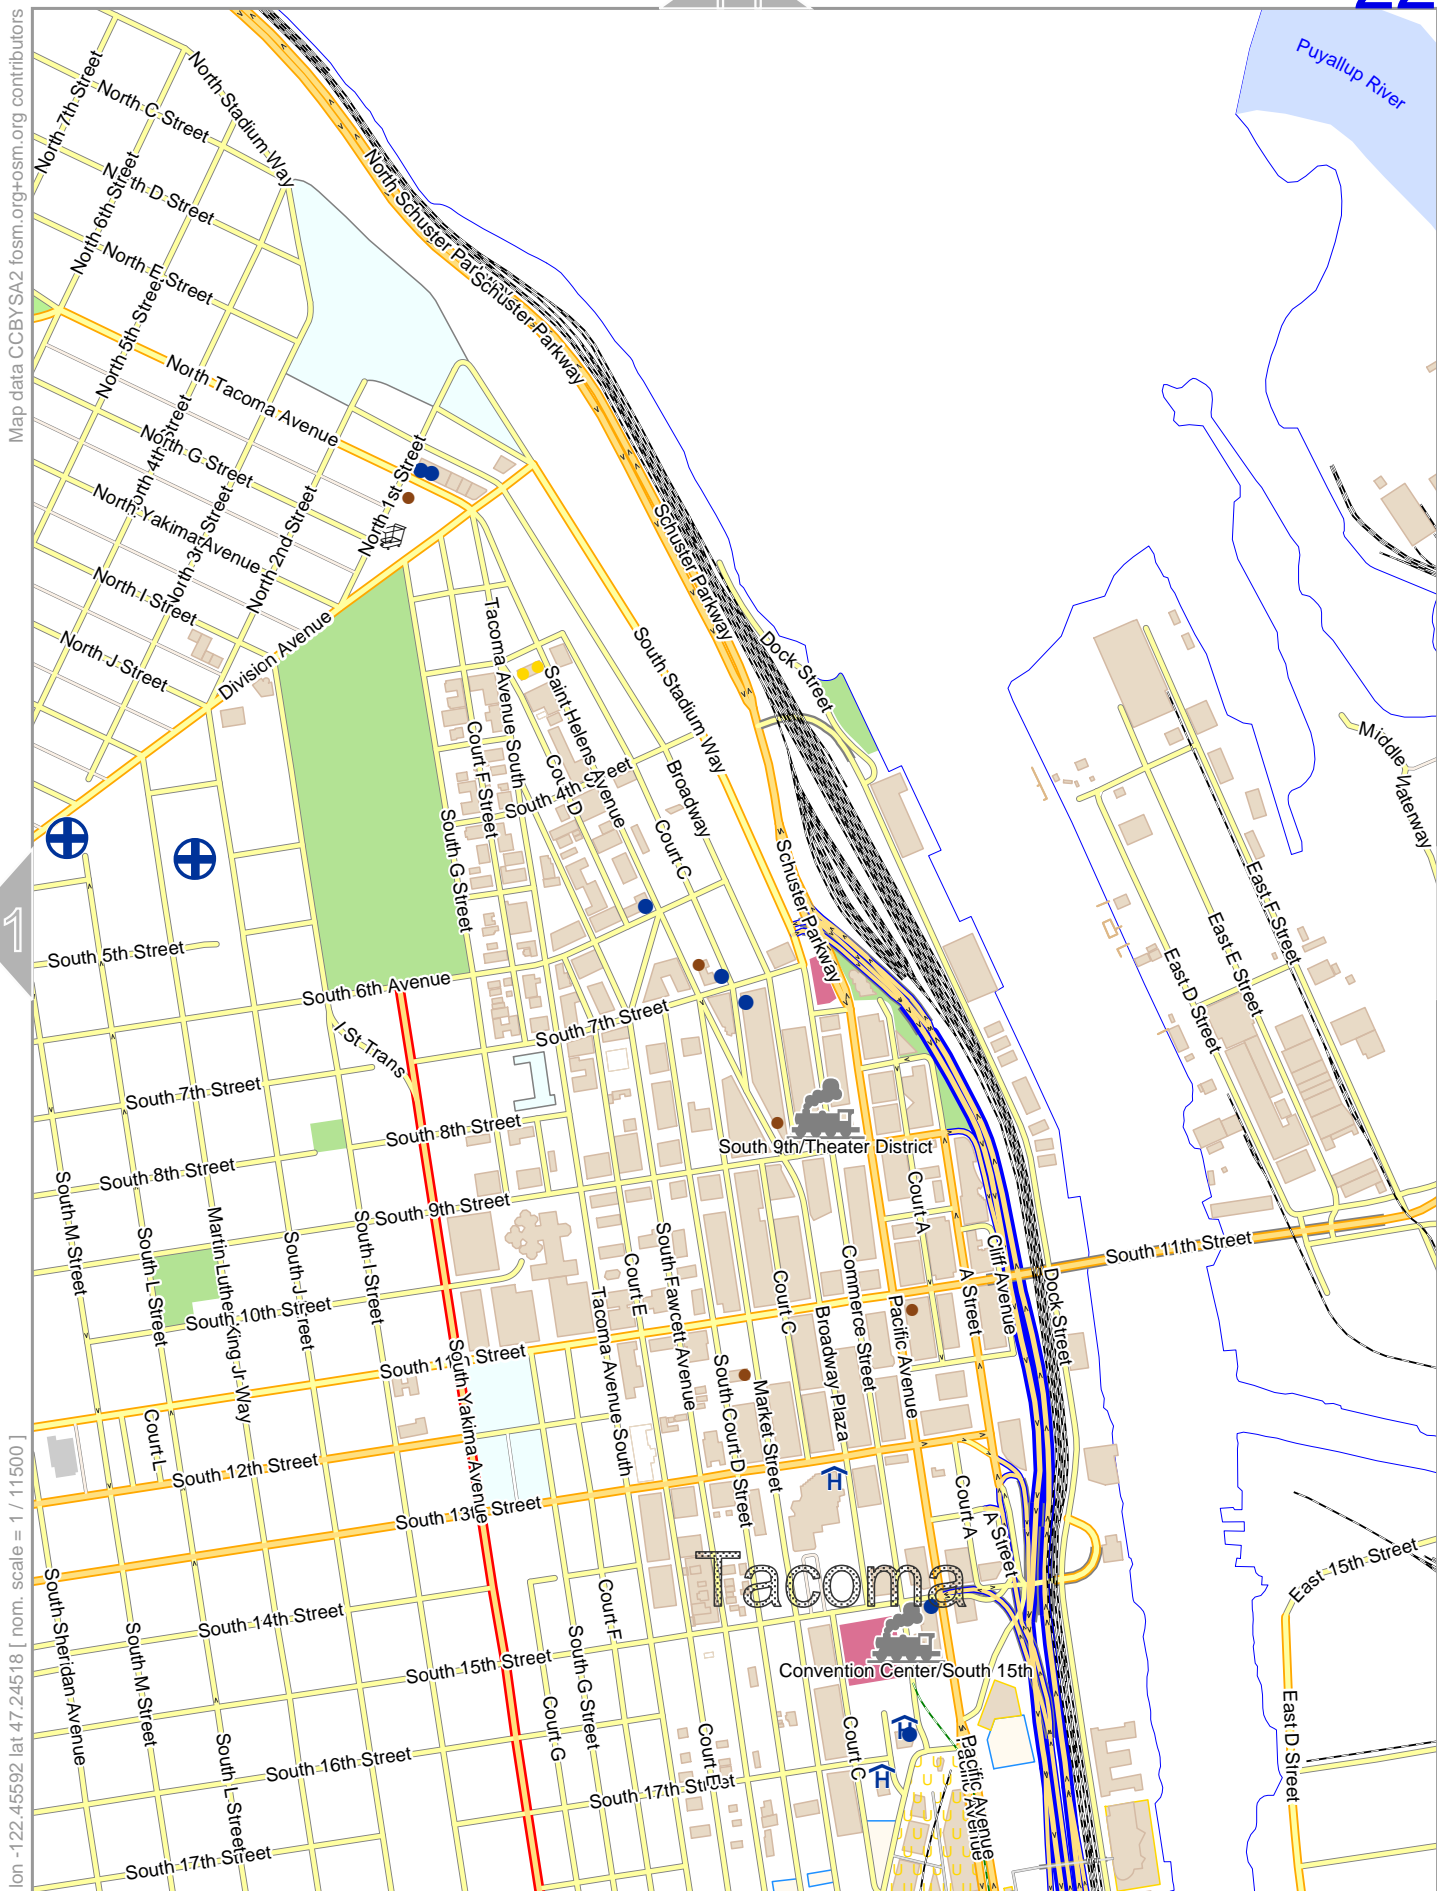 22
11
Puyallup River
Map data CCBYSA2 fosm.org+osm.org contributors
lon -122.45592 lat 47.24518 [ nom. scale = 1 / 11500 ]
1
North 7th Street
North C Street
North Stadium Way
North 6th Street
North D Street
North E Street
North 5th Street
North Schuster Parkway
Schuster Parkway
North Tacoma Avenue
North 4th Street
North G Street
North 1st Street
North Yakima Avenue
North 3rd Street
North 2nd Street
North I Street
North J Street
Division Avenue
Schuster Parkway
Tacoma Avenue South
South Stadium Way
Dock Street
Saint Helens Avenue
Court F Street
Court D
South 4th Street
Broadway
Court C
South G Street
Schuster Parkway
Middle Waterway
East F Street
East E Street
East D Street
South 5th Street
South 6th Avenue
South 7th Street
I St Trans
South 7th Street
South 8th Street
South 9th/Theater District
South 8th Street
South 9th Street
South M Street
South L Street
Martin Luther King Jr Way
South J Street
South I Street
Court A
South Fawcett Avenue
Court E
Tacoma Avenue South
Court C
Commerce Street
Broadway Plaza
Pacific Avenue
A Street
Cliff Avenue
Dock Street
South 11th Street
South 10th Street
South 11th Street
South Yakima Avenue
South Court D Street
Market Street
Court L
South 12th Street
South 13th Street
H
Court A
A Street
Tacoma
East 15th Street
South Sheridan Avenue
South 14th Street
Court F
South M Street
South G Street
South 15th Street
Convention Center/South 15th
Court G
South L Street
South 16th Street
Court E
Court C
H
H
Pacific Avenue
Pacific Avenue
East D Street
South 17th Street
South 17th Street